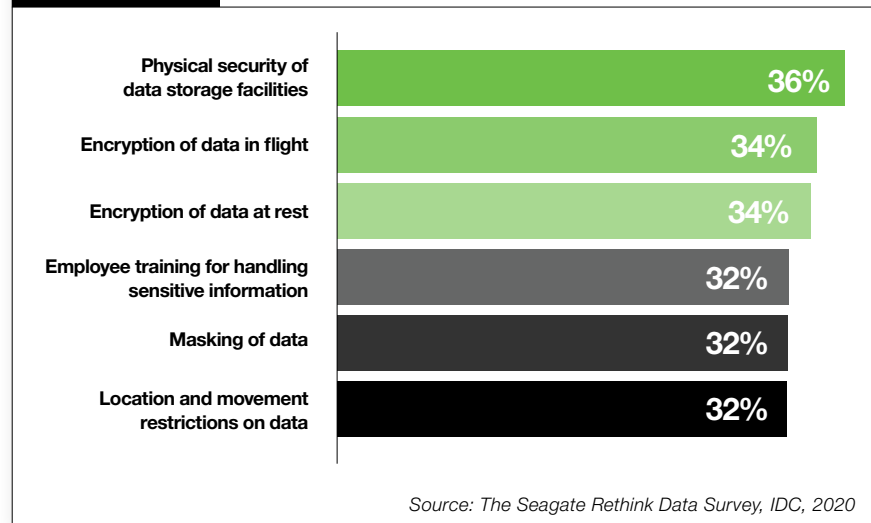 Physical security of
data storage facilities
36%
Encryption of data in flight
34%
Encryption of data at rest
34%
Employee training for handling
sensitive information
32%
Masking of data
32%
Location and movement
restrictions on data
32%
Source: The Seagate Rethink Data Survey, IDC, 2020